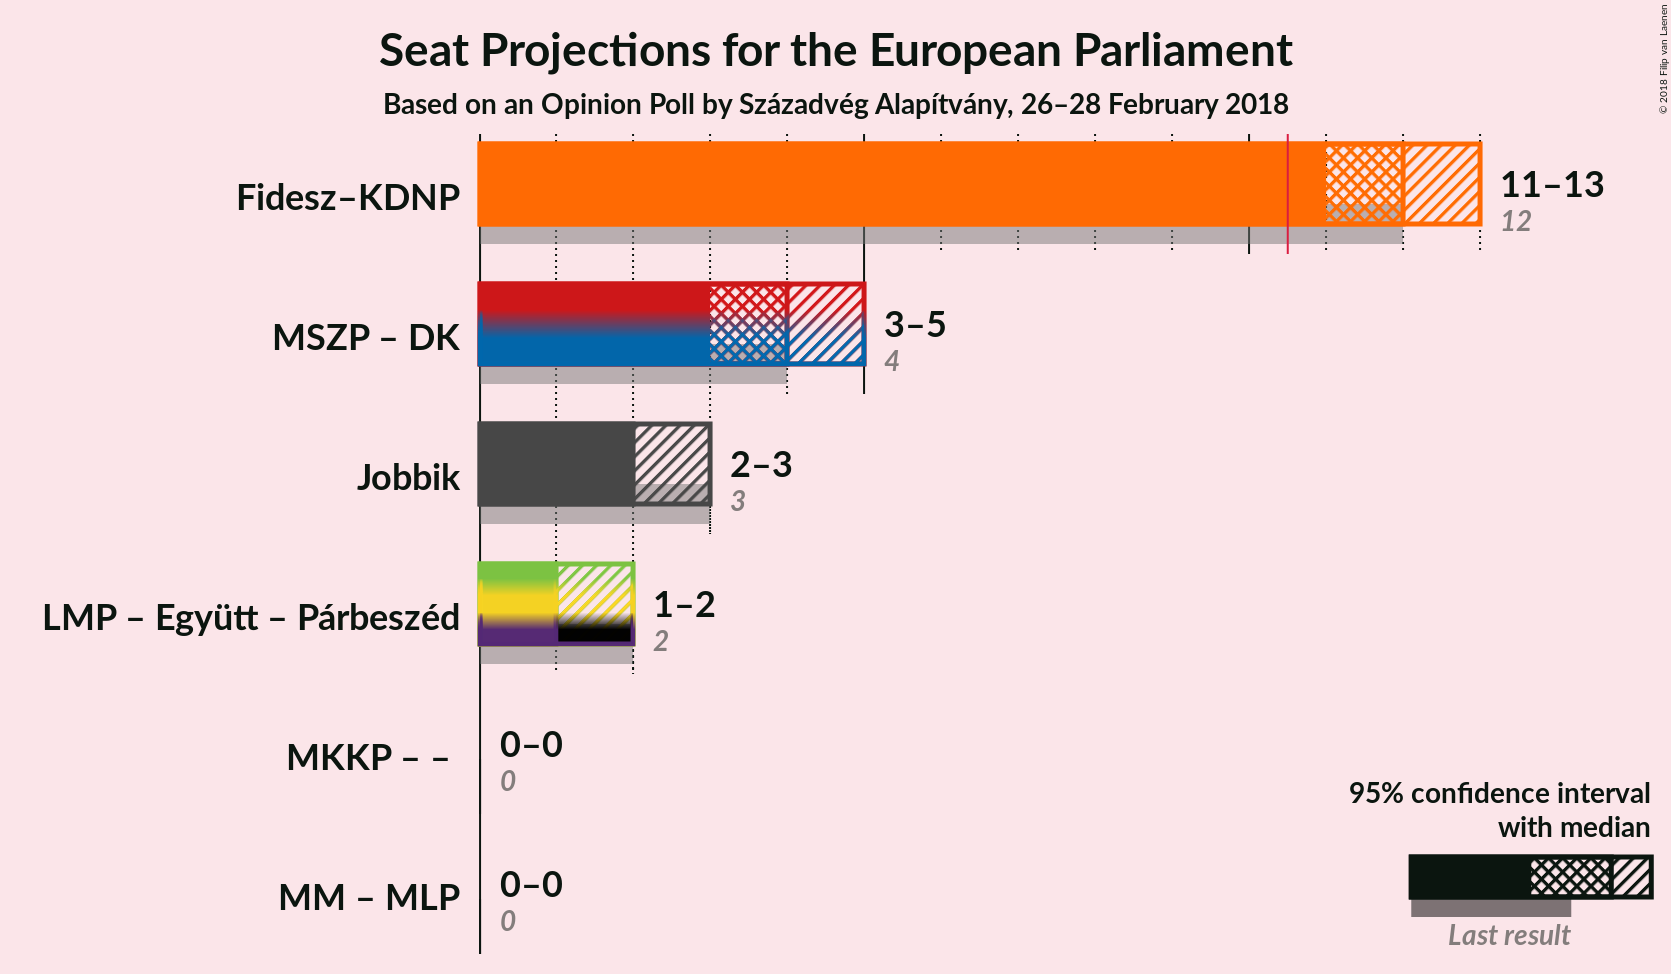 Seat Projections for the European Parliament
Based on an Opinion Poll by Századvég Alapítvány, 26–28 February 2018
© 2018 Filip van Laenen
Fidesz–KDNP
11–13
12
MSZP – DK
3–5
4
Jobbik
2–3
3
LMP – Együtt – Párbeszéd
1–2
2
MKKP – –
0–0
0
MM – MLP
0–0
0
95% confidence interval
with median
Last result